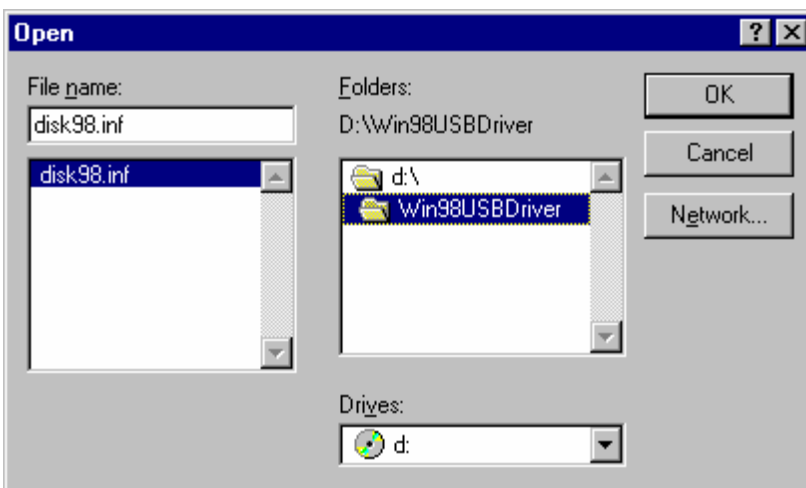 Open
File name:
disk98.inf
disk98.inf
Folders:
D:\Win98USBDriver
d:\
Win98USBDriver
Drives:
d:
OK
Cancel
Network...